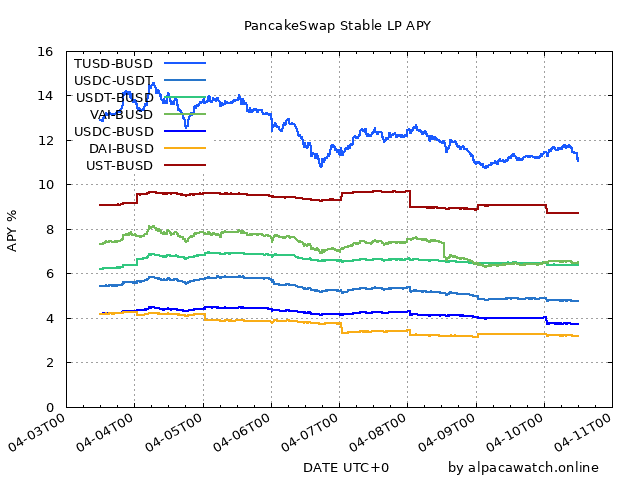 PancakeSwap Stable LP APY
16
14
12
10
8
6
4
2
0
APY %
TUSD-BUSD
USDC-USDT
USDT-BUSD
VAI-BUSD
USDC-BUSD
DAI-BUSD
UST-BUSD
04-03T00
04-04T00
04-05T00
04-06T00
04-07T00
04-08T00
04-09T00
04-10T00
04-11T00
DATE UTC+0
by alpacawatch.online